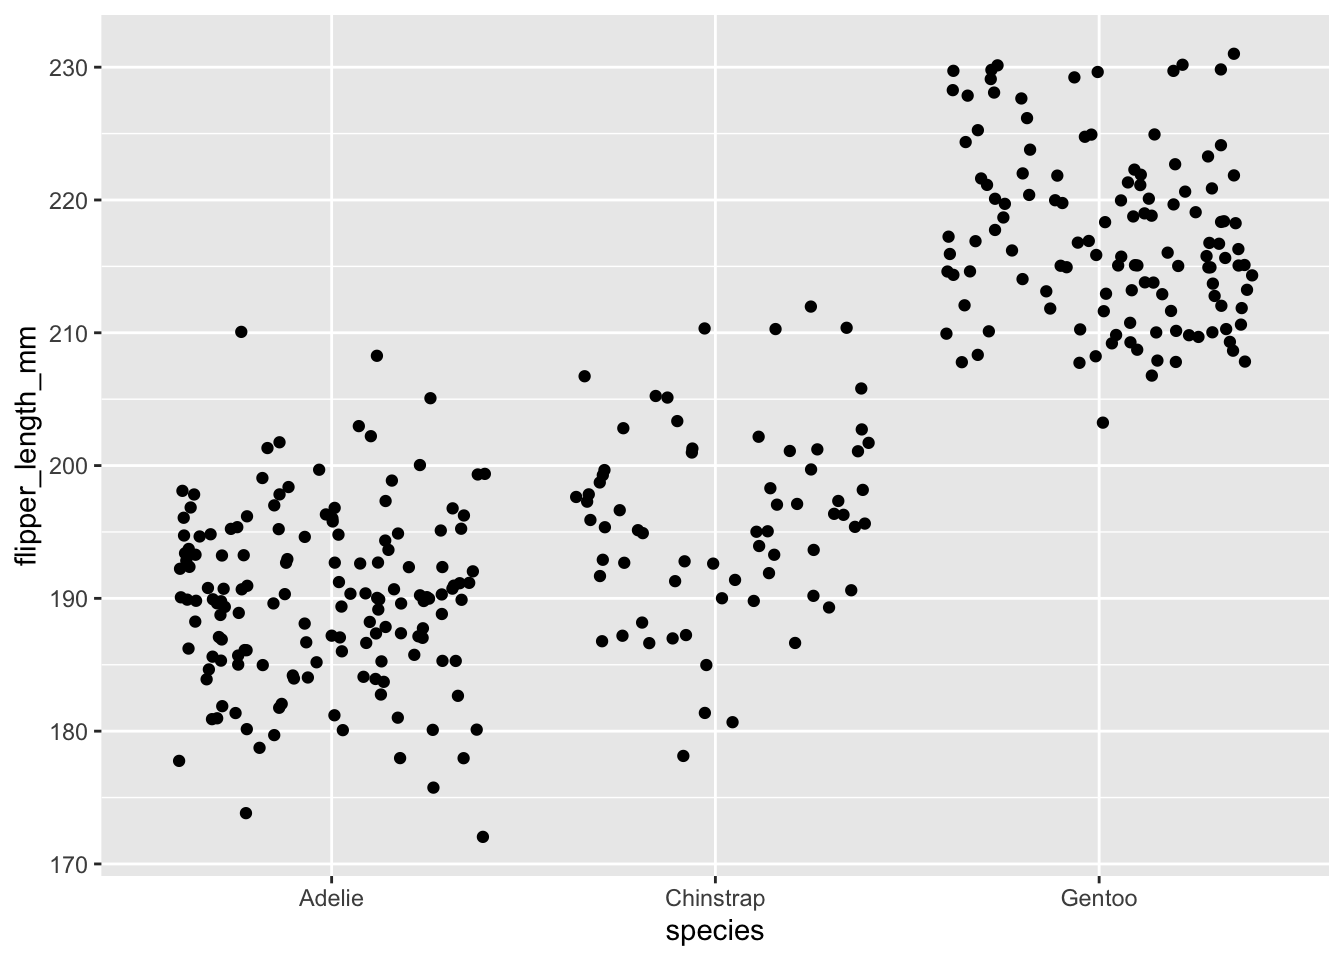 flipper_length_mm
230
220
210
200
190
180
170
Adelie
Chinstrap
Gentoo
species